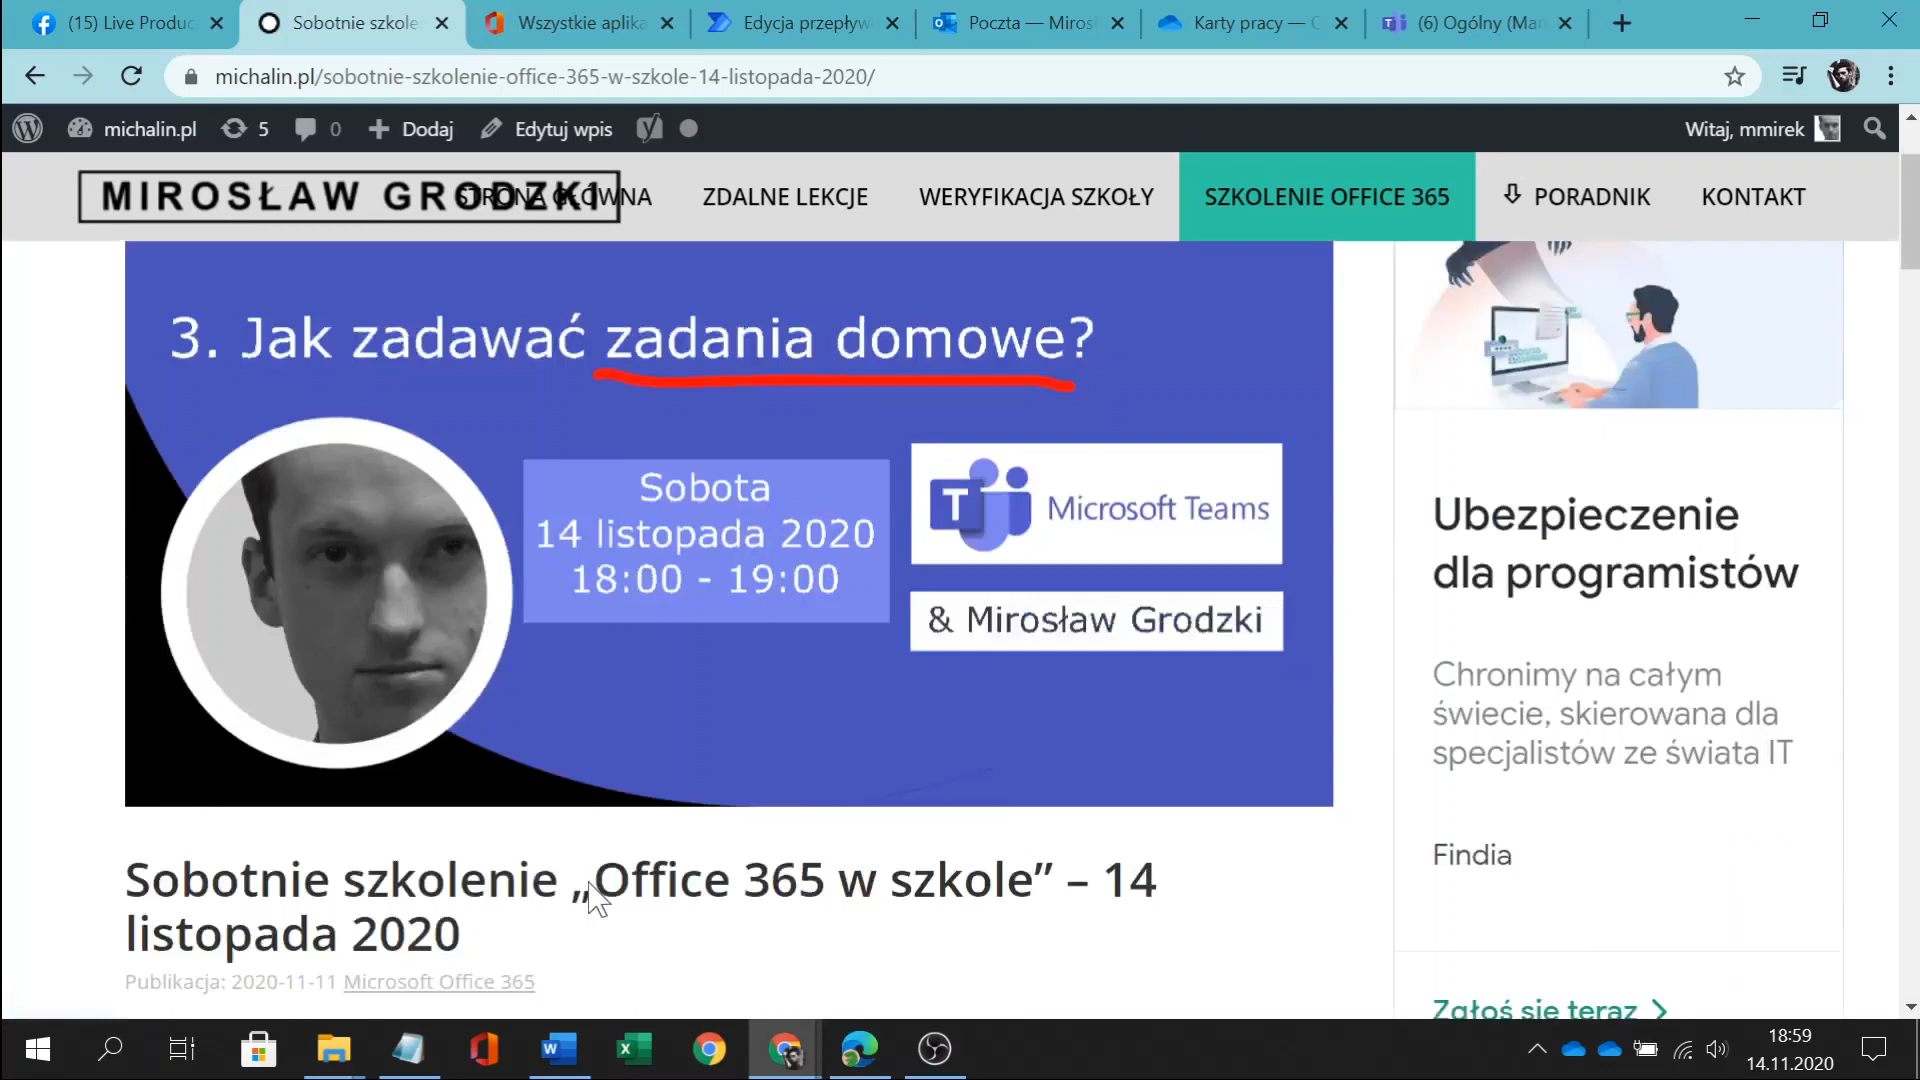 (15) Live Produc
Sobotnie szkole
Wszystkie aplika
Edycja przepływ
Poczta — Miros
Karty pracy — O
(6) Ogólny (Mar
michalin.pl/sobotnie-szkolenie-office-365-w-szkole-14-listopada-2020/
michalin.pl 5 0 Dodaj Edytuj wpis Witaj, mmirek
MIROSŁAW GRODZKI STRONA GŁÓWNA ZDALNE LEKCJE WERYFIKACJA SZKOŁY SZKOLENIE OFFICE 365 PORADNIK KONTAKT
3. Jak zadawać zadania domowe?
Sobota
14 listopada 2020
18:00 - 19:00
T Microsoft Teams
& Mirosław Grodzki
Sobotnie szkolenie „Office 365 w szkole” – 14
listopada 2020
Publikacja: 2020-11-11 Microsoft Office 365
Ubezpieczenie
dla programistów
Chronimy na całym
świecie, skierowana dla
specjalistów ze świata IT
Findia
Zgłoś się teraz
18:59
14.11.2020